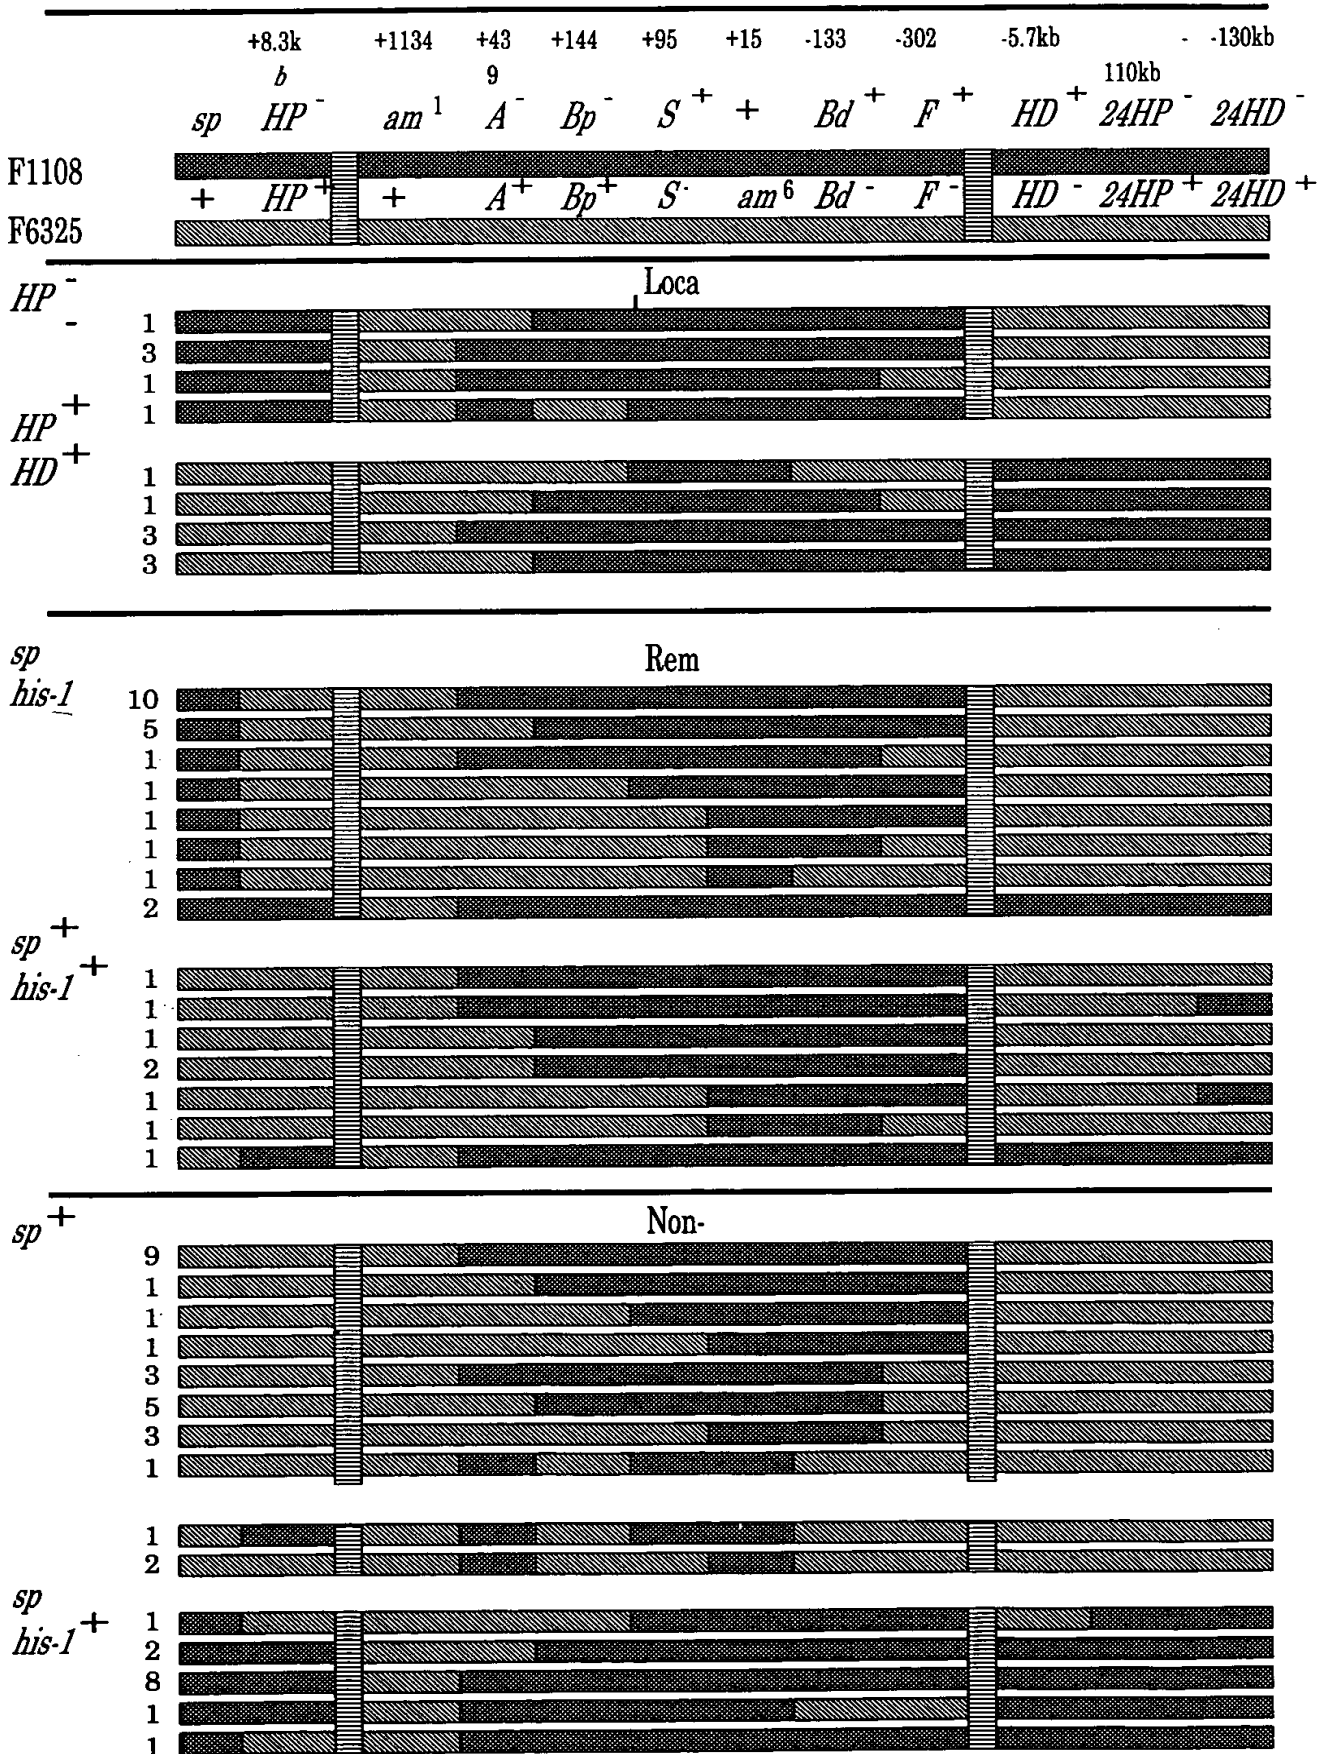 +8.3k +1134 +43 +144 +95 +15 -133 -302 -5.7kb - -130kb
b 9 110kb
sp HP - am 1 A - Bp - S + + Bd + F + HD + 24HP - 24HD -
F1108
+ HP + + A + Bp + S - am 6 Bd - F - HD - 24HP + 24HD +
F6325
HP - Loca
- 1
3
1
HP + 1
HD + 1
1
3
3
sp Rem
his-1 10
5
1
1
1
1
1
2
sp +
his-1 + 1
1
1
2
1
1
1
sp + Non-
9
1
1
1
3
5
3
1
1
2
sp
his-1 + 1
2
8
1
1